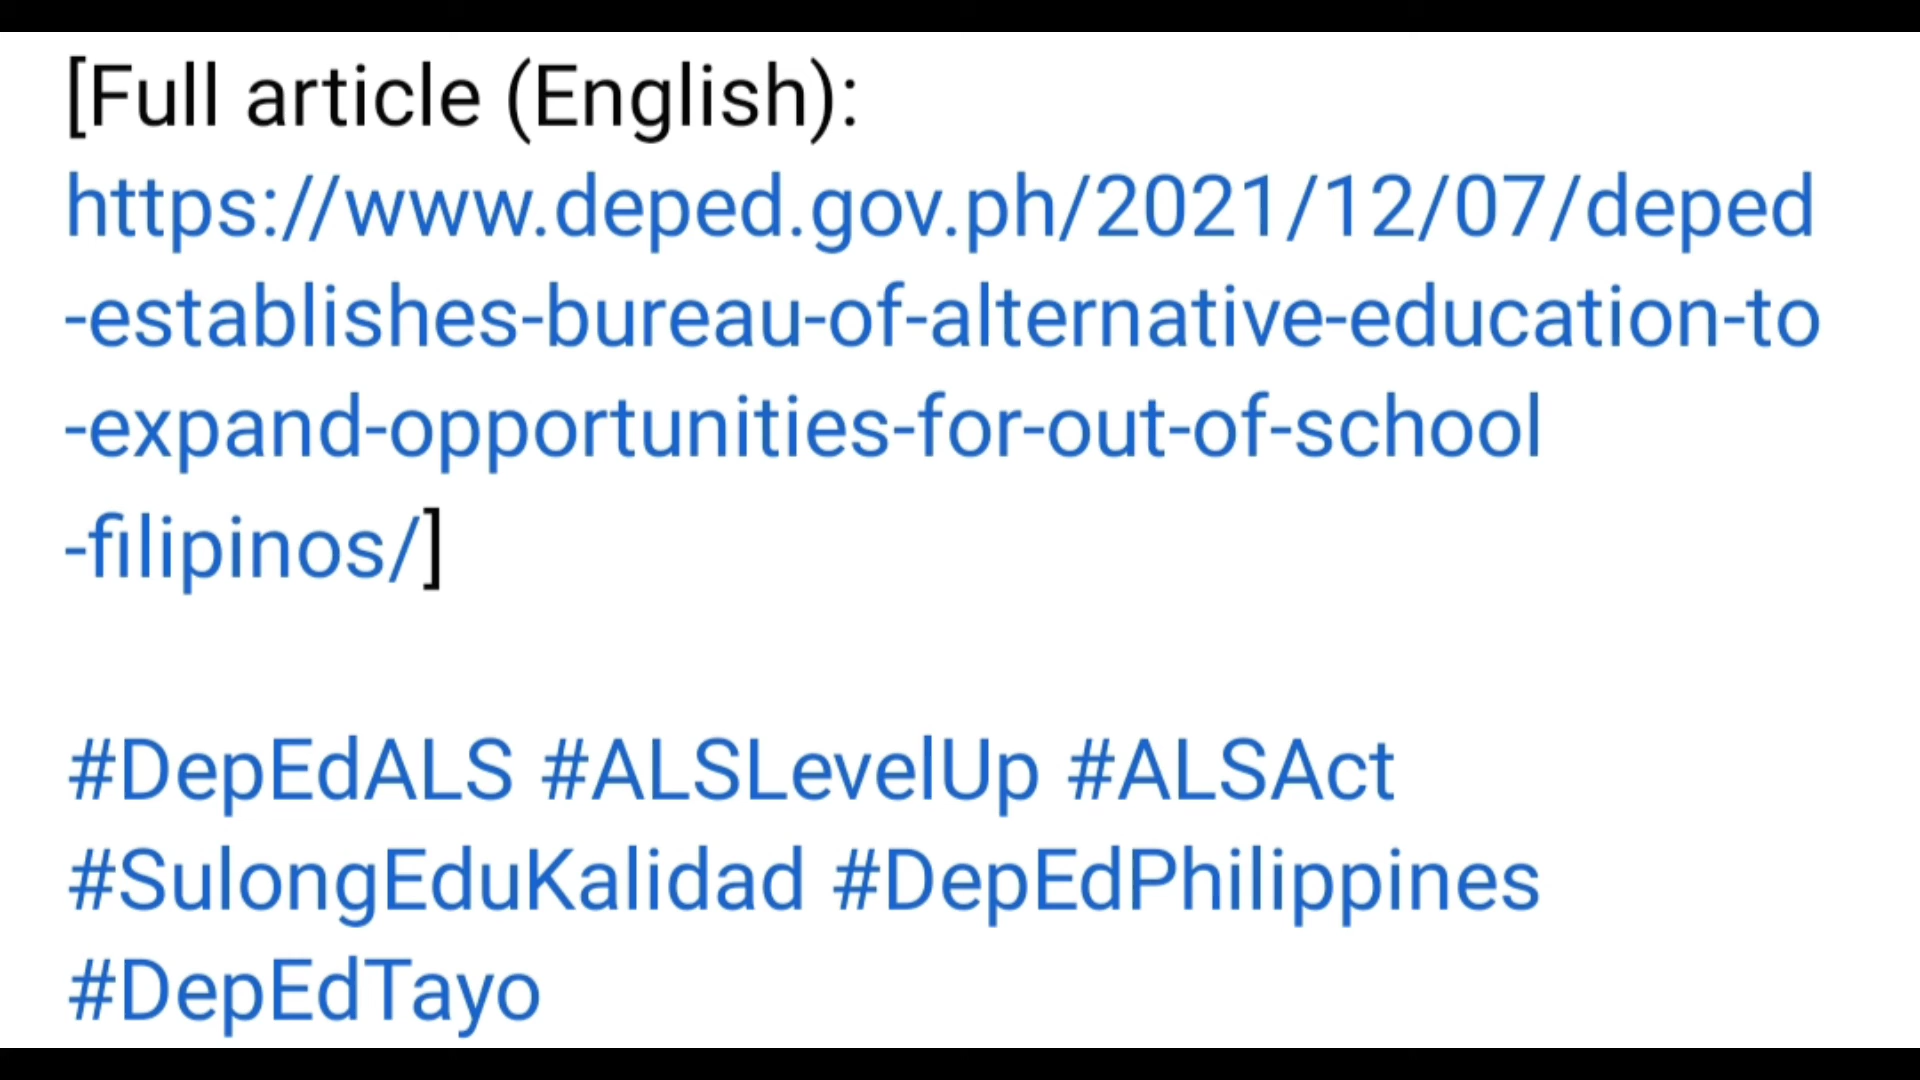 [Full article (English):
https://www.deped.gov.ph/2021/12/07/deped
-establishes-bureau-of-alternative-education-to
-expand-opportunities-for-out-of-school
-filipinos/]
#DepEdALS #ALSLevelUp #ALSAct
#SulongEduKalidad #DepEdPhilippines
#DepEdTayo